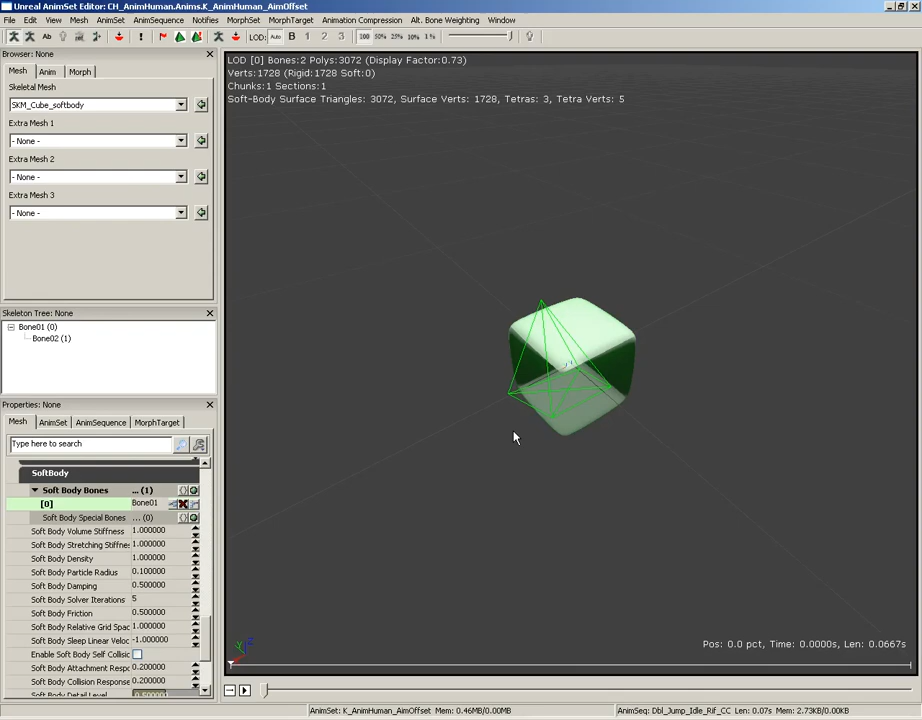 Unreal AnimSet Editor: CH_AnimHuman.Anims.K_AnimHuman_AimOffset
File Edit View Mesh AnimSet AnimSequence Notifies MorphSet MorphTarget Animation Compression Alt. Bone Weighting Window
Ab LOD: Auto B 1 2 3 100 50% 25% 10% 1 %
Browser: None
Mesh Anim Morph
Skeletal Mesh
SKM_Cube_softbody
Extra Mesh 1
- None -
Extra Mesh 2
- None -
Extra Mesh 3
- None -
LOD [0] Bones:2 Polys:3072 (Display Factor:0.73)
Verts:1728 (Rigid:1728 Soft:0)
Chunks:1 Sections:1
Soft-Body Surface Triangles: 3072, Surface Verts: 1728, Tetras: 3, Tetra Verts: 5
Skeleton Tree: None
Bone01 (0)
Bone02 (1)
Properties: None
Mesh AnimSet AnimSequence MorphTarget
Type here to search
SoftBody
Soft Body Bones ... (1)
[0] Bone01
Soft Body Special Bones ... (0)
Soft Body Volume Stiffness 1.000000
Soft Body Stretching Stiffnes 1.000000
Soft Body Density 1.000000
Soft Body Particle Radius 0.100000
Soft Body Damping 0.500000
Soft Body Solver Iterations 5
Soft Body Friction 0.500000
Soft Body Relative Grid Spac 1.000000
Soft Body Sleep Linear Veloc -1.000000
Enable Soft Body Self Collisic
Soft Body Attachment Respo 0.200000
Soft Body Collision Response 0.200000
Soft Body Detail Level 0.500000
Y Z
Pos: 0.0 pct, Time: 0.0000s, Len: 0.0667s
AnimSet: K_AnimHuman_AimOffset Mem: 0.46MB/0.00MB
AnimSeq: Dbl_Jump_Idle_Rif_CC Len: 0.07s Mem: 2.73KB/0.00KB